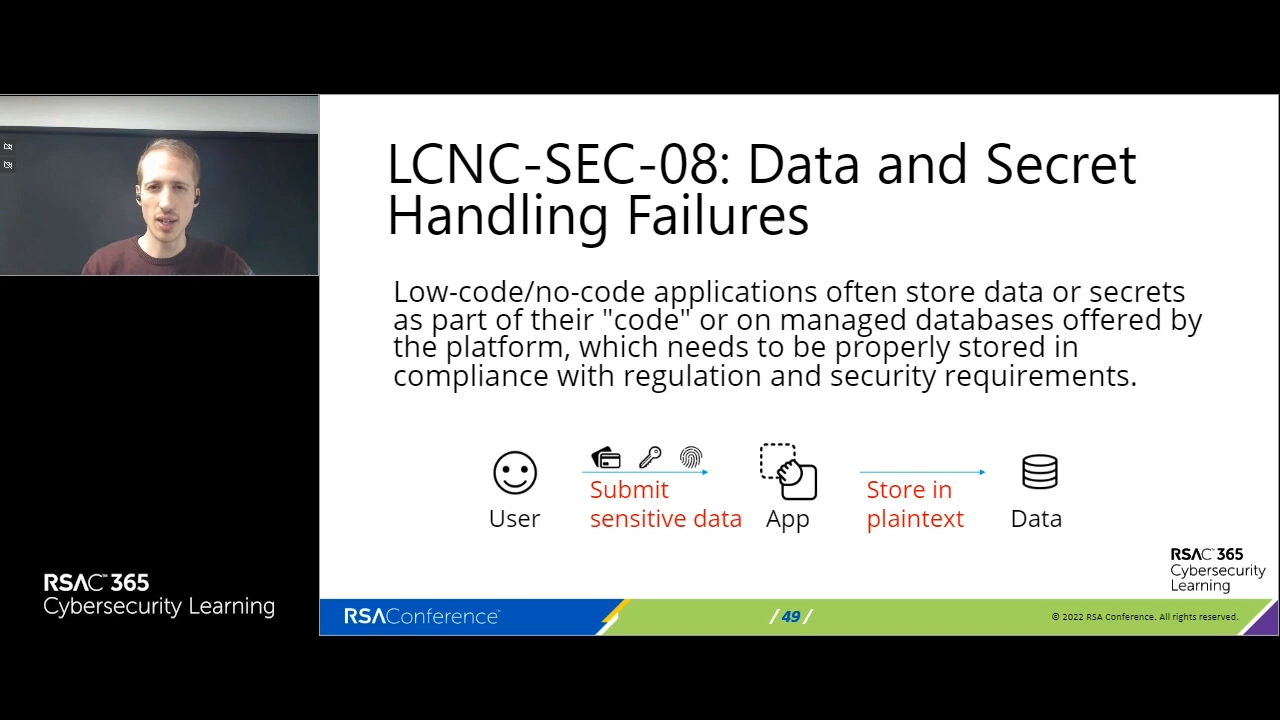 LCNC-SEC-08: Data and Secret
Handling Failures
Low-code/no-code applications often store data or secrets
as part of their "code" or on managed databases offered by
the platform, which needs to be properly stored in
compliance with regulation and security requirements.
Submit
sensitive data
Store in
plaintext
User
App
Data
RSAC™ 365
Cybersecurity Learning
RSAC™ 365
Cybersecurity
Learning
RSAConference™
/ 49 /
© 2022 RSA Conference. All rights reserved.